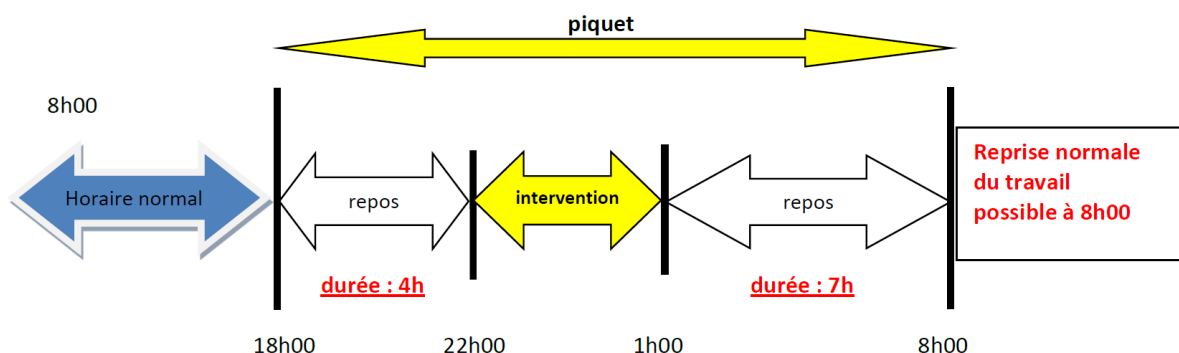 piquet
8h00
Horaire normal
repos
intervention
repos
Reprise normale
du travail
possible à 8h00
durée : 4h
durée : 7h
18h00
22h00
1h00
8h00